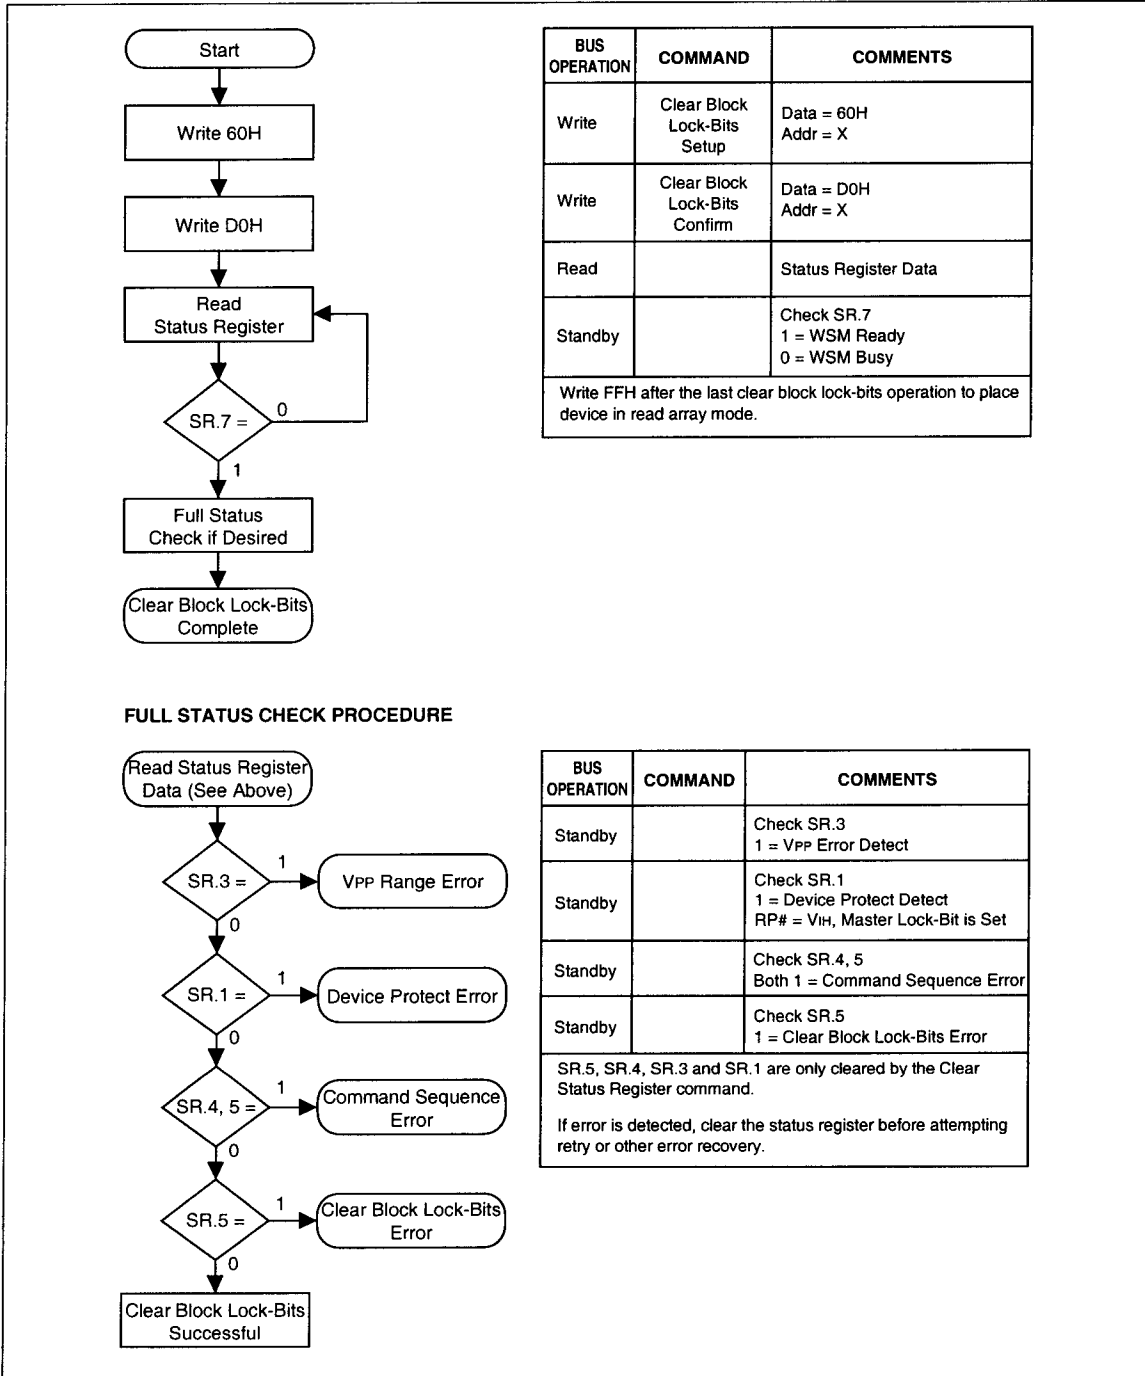 Start
Write 60H
Write D0H
Read
Status Register
SR.7 =
0
1
Full Status
Check if Desired
Clear Block Lock-Bits
Complete
BUS
OPERATION
COMMAND
COMMENTS
Write
Clear Block
Lock-Bits
Setup
Data = 60H
Addr = X
Write
Clear Block
Lock-Bits
Confirm
Data = D0H
Addr = X
Read
Status Register Data
Standby
Check SR.7
1 = WSM Ready
0 = WSM Busy
Write FFH after the last clear block lock-bits operation to place
device in read array mode.
FULL STATUS CHECK PROCEDURE
Read Status Register
Data (See Above)
SR.3 =
1
VPP Range Error
0
SR.1 =
1
Device Protect Error
0
SR.4, 5 =
1
Command Sequence
Error
0
SR.5 =
1
Clear Block Lock-Bits
Error
0
Clear Block Lock-Bits
Successful
BUS
OPERATION
COMMAND
COMMENTS
Standby
Check SR.3
1 = VPP Error Detect
Standby
Check SR.1
1 = Device Protect Detect
RP# = VIH, Master Lock-Bit is Set
Standby
Check SR.4, 5
Both 1 = Command Sequence Error
Standby
Check SR.5
1 = Clear Block Lock-Bits Error
SR.5, SR.4, SR.3 and SR.1 are only cleared by the Clear
Status Register command.
If error is detected, clear the status register before attempting
retry or other error recovery.